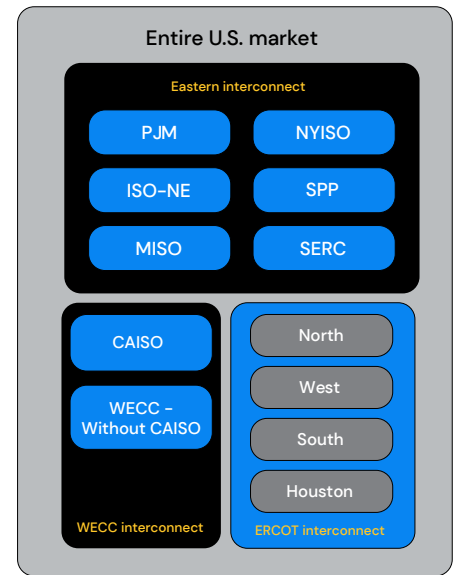 Entire U.S. market
Eastern interconnect
PJM
NYISO
ISO-NE
SPP
MISO
SERC
CAISO
WECC -
Without CAISO
WECC interconnect
North
West
South
Houston
ERCOT interconnect